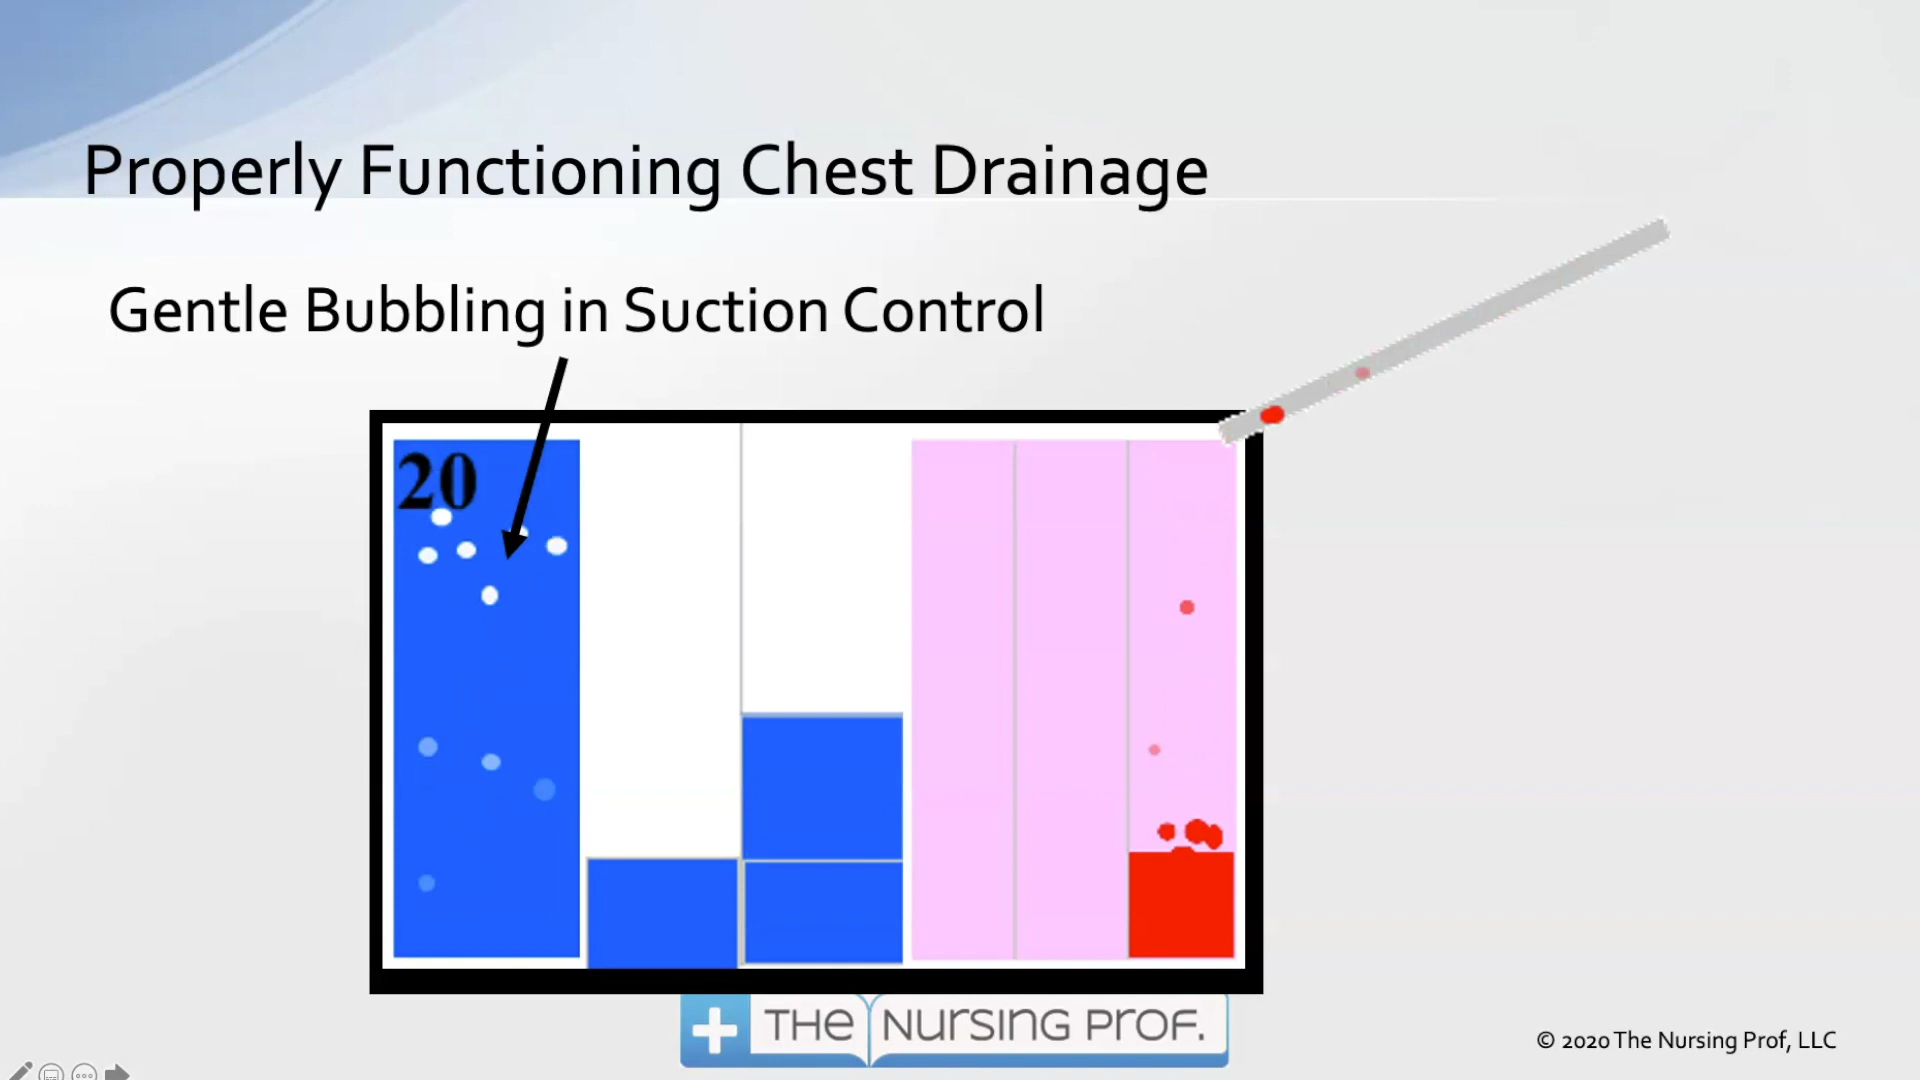 Properly Functioning Chest Drainage
Gentle Bubbling in Suction Control
20
THE NURSING PROF.
© 2020 The Nursing Prof, LLC